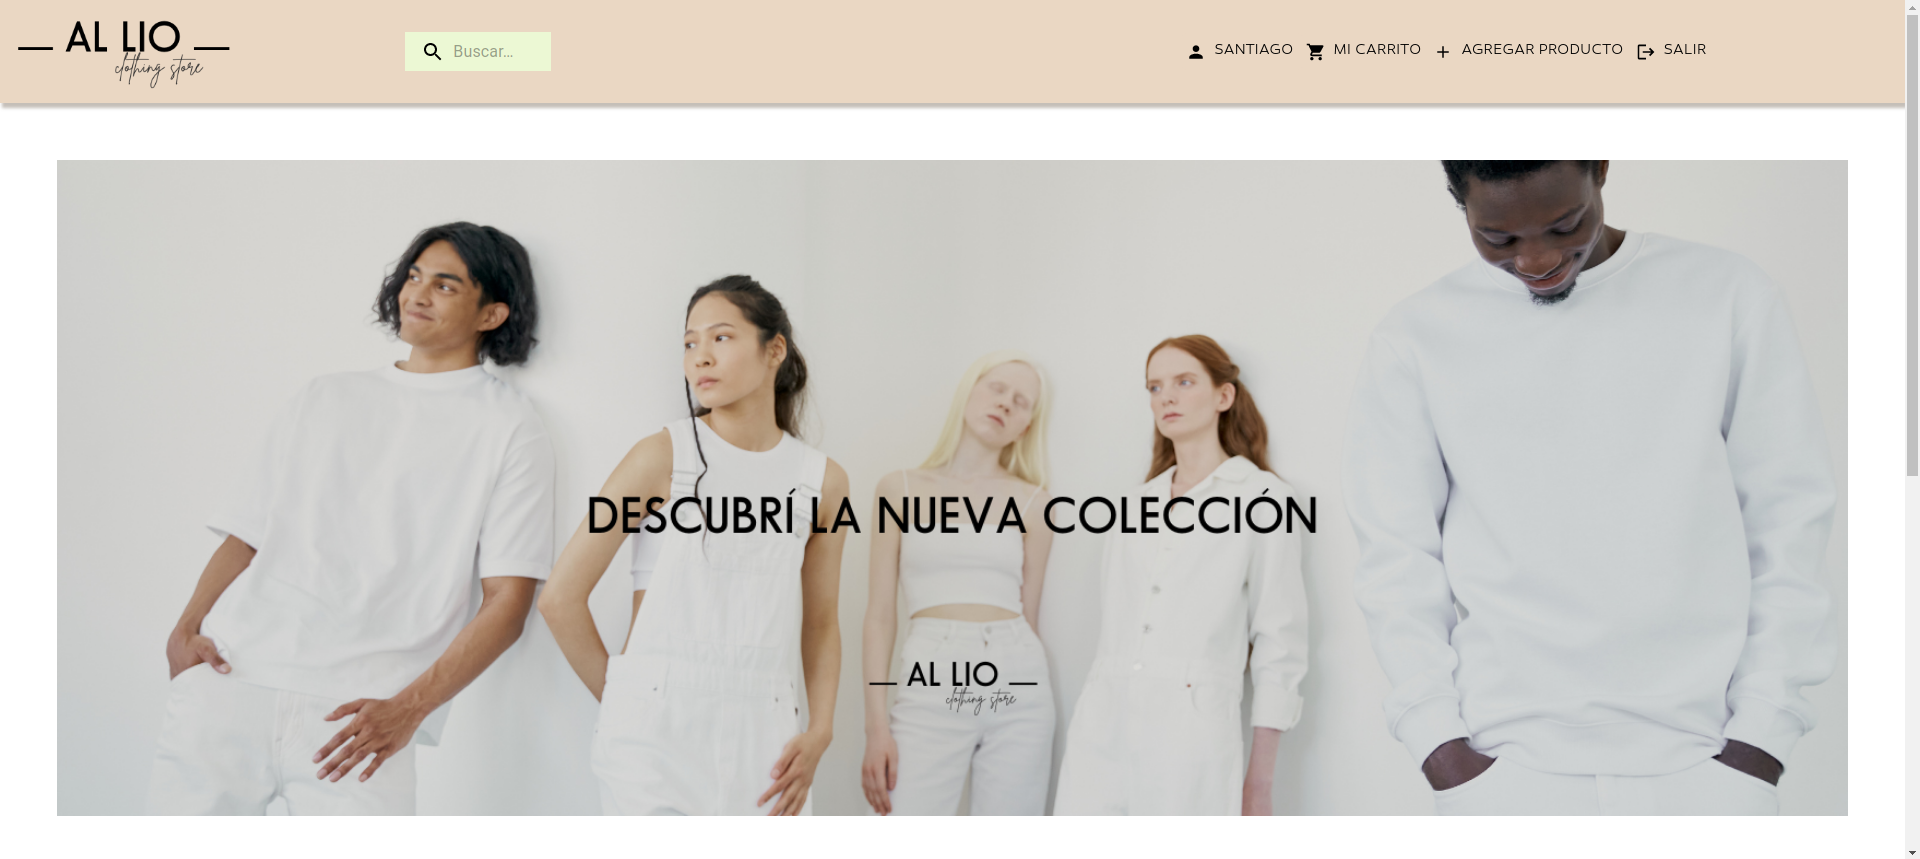 AL LIO
clothing store
Buscar...
SANTIAGO
MI CARRITO
AGREGAR PRODUCTO
SALIR
DESCUBRÍ LA NUEVA COLECCIÓN
AL LIO
clothing store